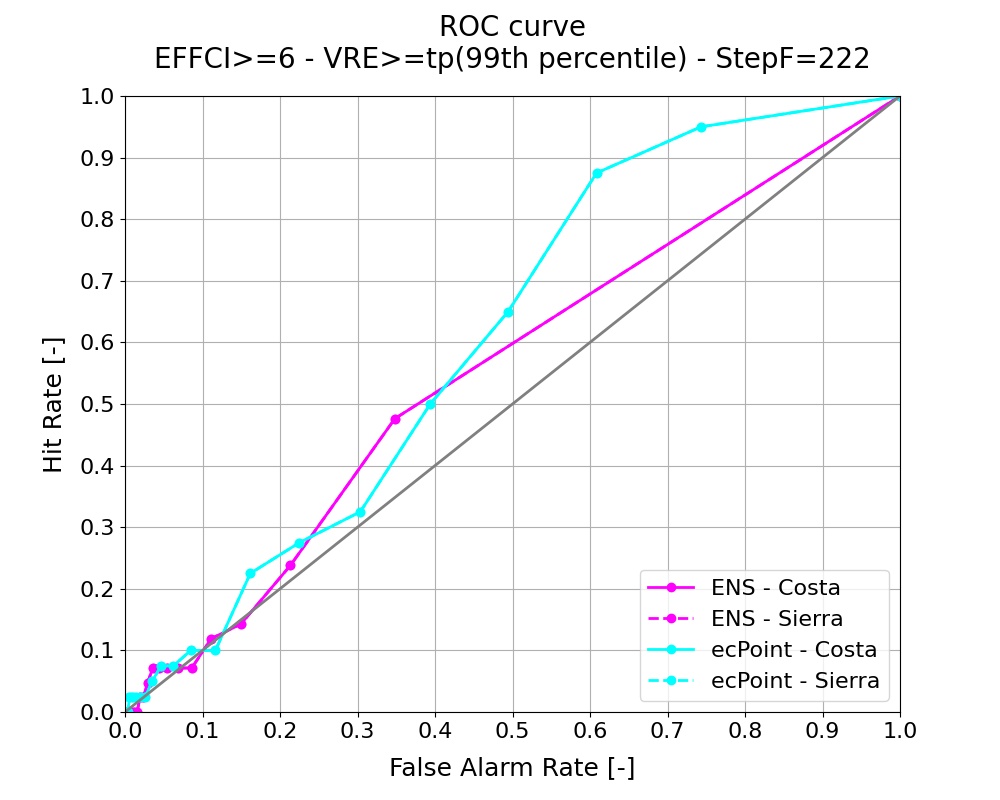 ROC curve
EFFCI>=6 - VRE>=tp(99th percentile) - StepF=222
1.0
0.9
0.8
0.7
0.6
0.5
0.4
0.3
0.2
0.1
0.0
Hit Rate [-]
ENS - Costa
ENS - Sierra
ecPoint - Costa
ecPoint - Sierra
0.0 0.1 0.2 0.3 0.4 0.5 0.6 0.7 0.8 0.9 1.0
False Alarm Rate [-]